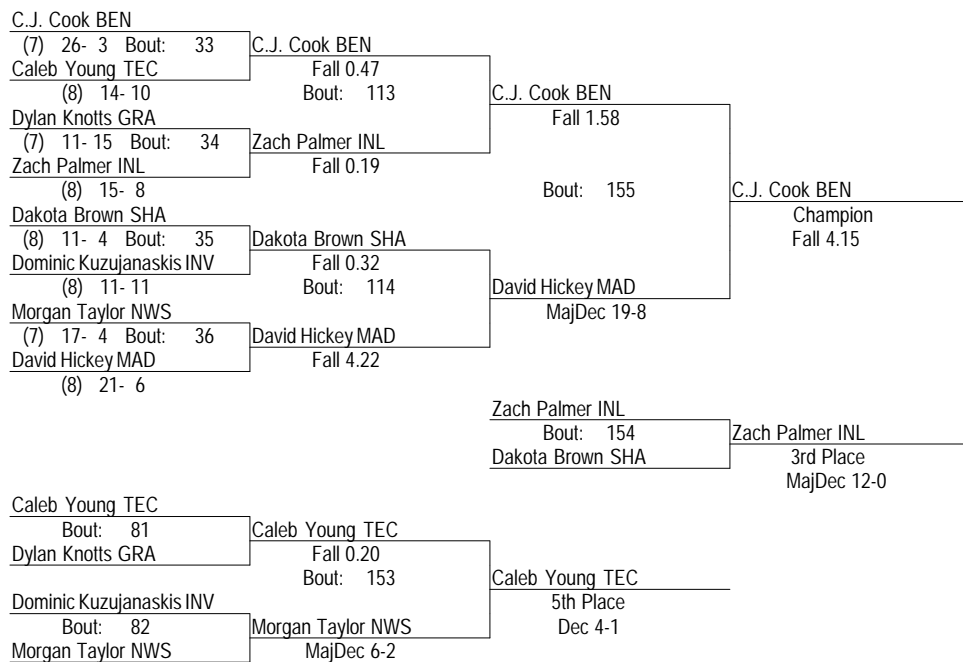 C.J. Cook BEN
(7) 26- 3 Bout: 33
C.J. Cook BEN
Caleb Young TEC
Fall 0.47
(8) 14- 10
Bout: 113
C.J. Cook BEN
Dylan Knotts GRA
Fall 1.58
(7) 11- 15 Bout: 34
Zach Palmer INL
Zach Palmer INL
Fall 0.19
(8) 15- 8
Bout: 155
C.J. Cook BEN
Dakota Brown SHA
Champion
(8) 11- 4 Bout: 35
Dakota Brown SHA
Fall 4.15
Dominic Kuzujanaskis INV
Fall 0.32
(8) 11- 11
Bout: 114
David Hickey MAD
Morgan Taylor NWS
MajDec 19-8
(7) 17- 4 Bout: 36
David Hickey MAD
David Hickey MAD
Fall 4.22
(8) 21- 6
Zach Palmer INL
Bout: 154
Zach Palmer INL
Dakota Brown SHA
3rd Place
MajDec 12-0
Caleb Young TEC
Bout: 81
Caleb Young TEC
Dylan Knotts GRA
Fall 0.20
Bout: 153
Caleb Young TEC
Dominic Kuzujanaskis INV
5th Place
Bout: 82
Morgan Taylor NWS
Dec 4-1
Morgan Taylor NWS
MajDec 6-2